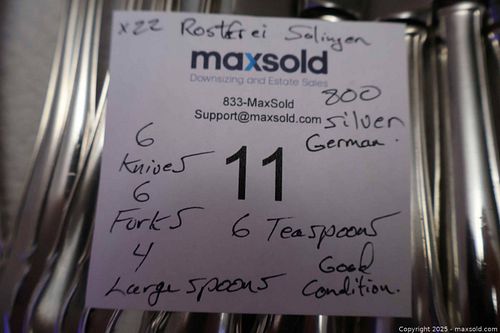 x22 Rostfrei Solingen
maxsold
Downsizing and Estate Sales
833-MaxSold
Support@maxsold.com
800
Silver
German.
6
Knives
6
Forks
4
Large spoons
11
6 Teaspoons
Good
Condition.
Copyright 2025 - maxsold.com